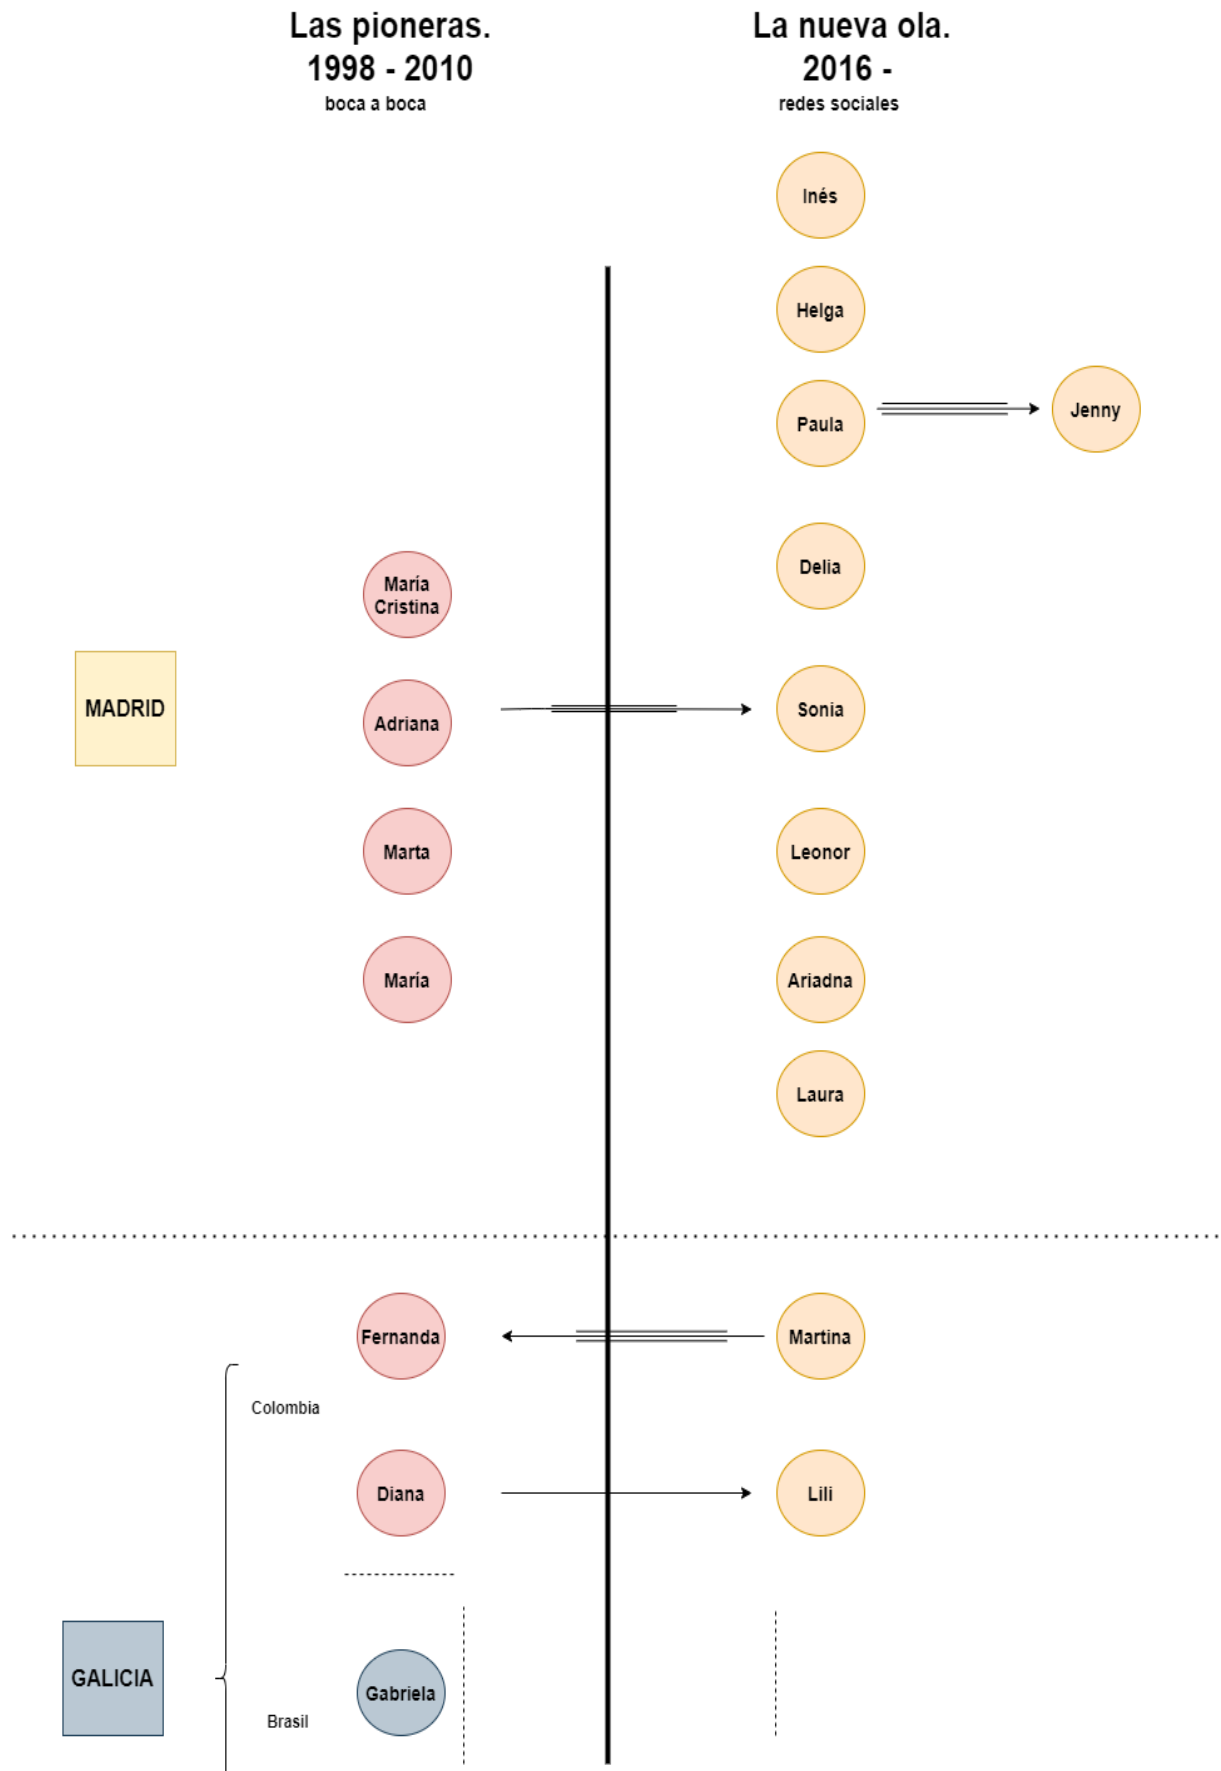 Las pioneras.
1998 - 2010
boca a boca
La nueva ola.
2016 -
redes sociales
Inés
Helga
Paula
Jenny
Delia
María
Cristina
MADRID
Adriana
Sonia
Marta
Leonor
María
Ariadna
Laura
Fernanda
Martina
Colombia
Diana
Lili
GALICIA
Gabriela
Brasil